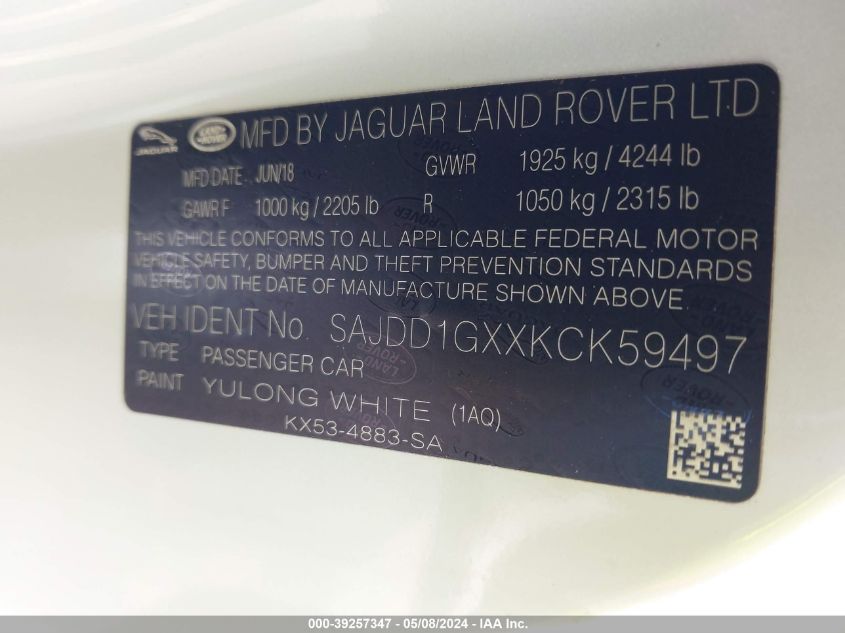 JAGUAR LAND ROVER MFD BY JAGUAR LAND ROVER LTD
MFD DATE JUN/18 GVWR 1925 kg / 4244 lb
GAWR F 1000 kg / 2205 lb R 1050 kg / 2315 lb
THIS VEHICLE CONFORMS TO ALL APPLICABLE FEDERAL MOTOR
VEHICLE SAFETY, BUMPER AND THEFT PREVENTION STANDARDS
IN EFFECT ON THE DATE OF MANUFACTURE SHOWN ABOVE.
VEH IDENT No. SAJDD1GXXKCK59497
TYPE PASSENGER CAR
PAINT YULONG WHITE (1AQ)
KX53-4883-SA
000-39257347 - 05/08/2024 - IAA Inc.